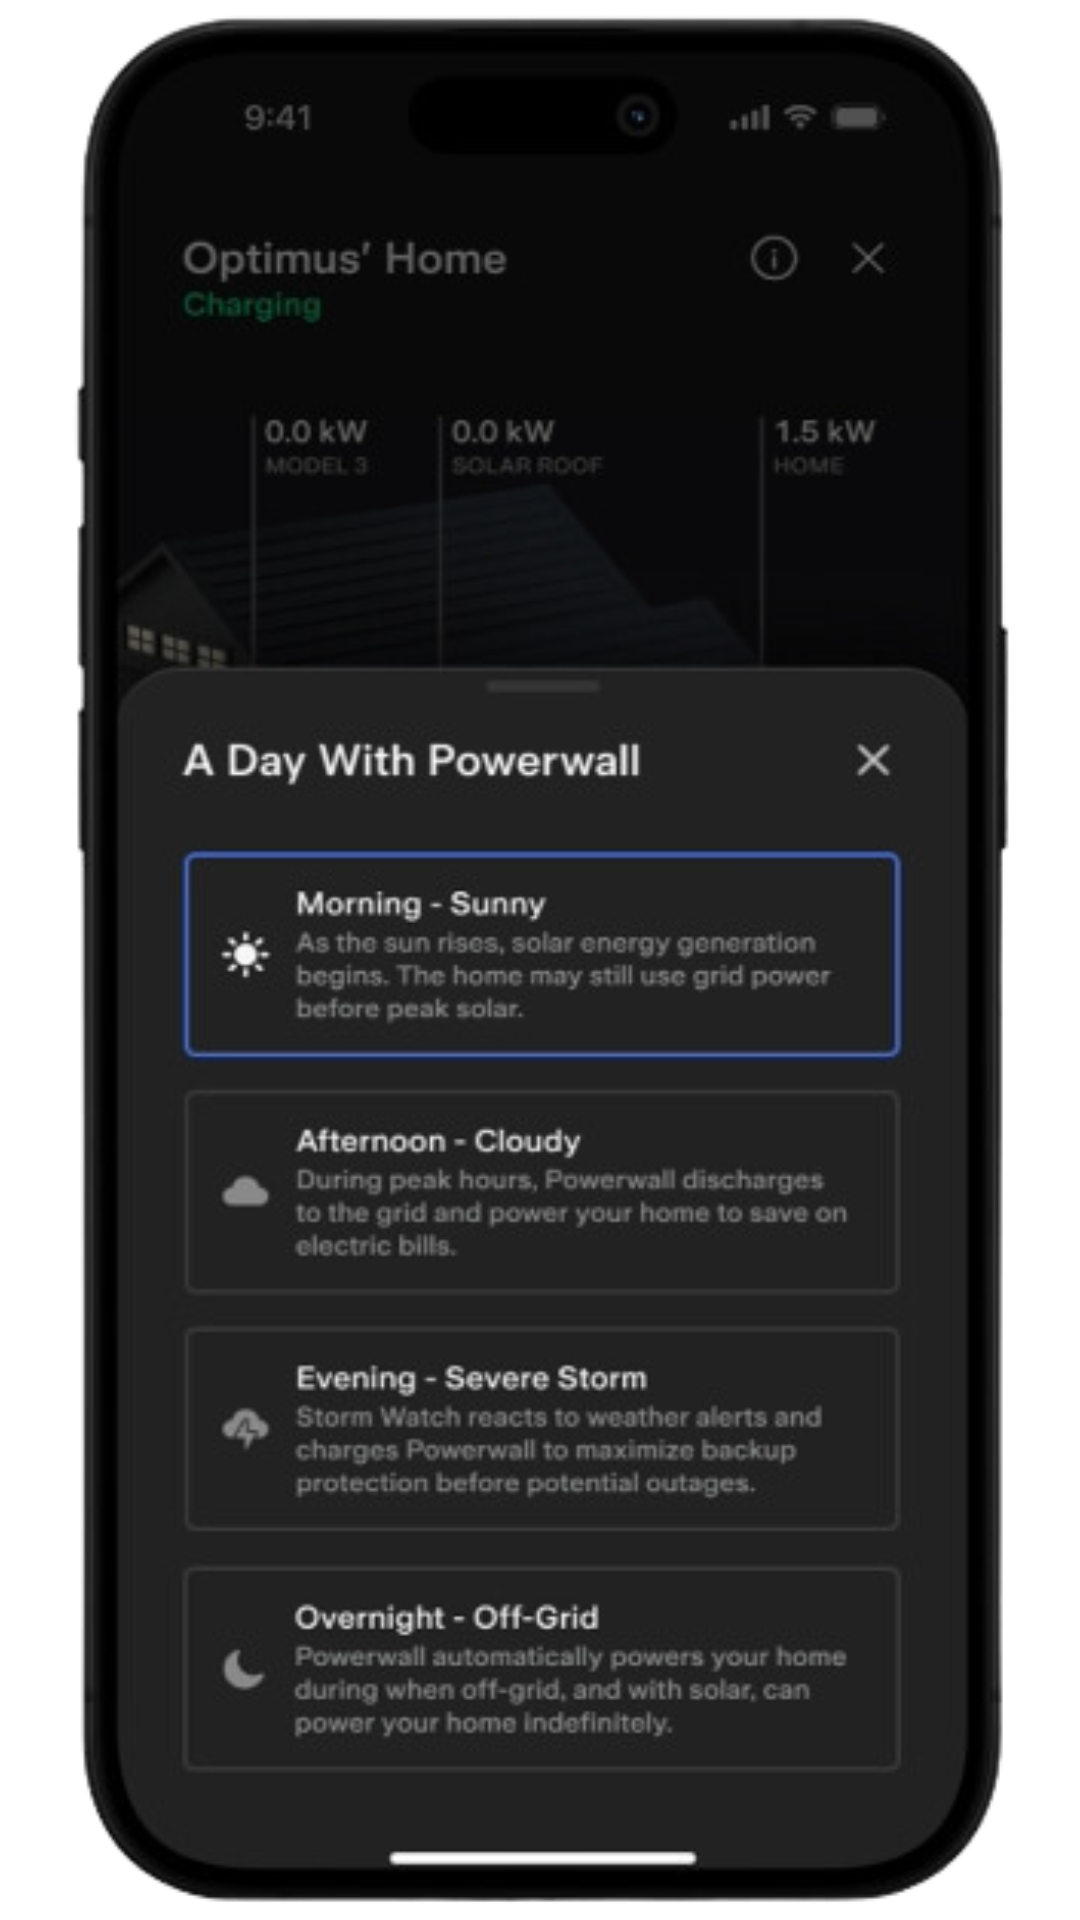 9:41
Optimus' Home
Charging
0.0 kW
MODEL 3
0.0 kW
SOLAR ROOF
1.5 kW
HOME
A Day With Powerwall
Morning - Sunny
As the sun rises, solar energy generation
begins. The home may still use grid power
before peak solar.
Afternoon - Cloudy
During peak hours, Powerwall discharges
to the grid and power your home to save on
electric bills.
Evening - Severe Storm
Storm Watch reacts to weather alerts and
charges Powerwall to maximize backup
protection before potential outages.
Overnight - Off-Grid
Powerwall automatically powers your home
during when off-grid, and with solar, can
power your home indefinitely.